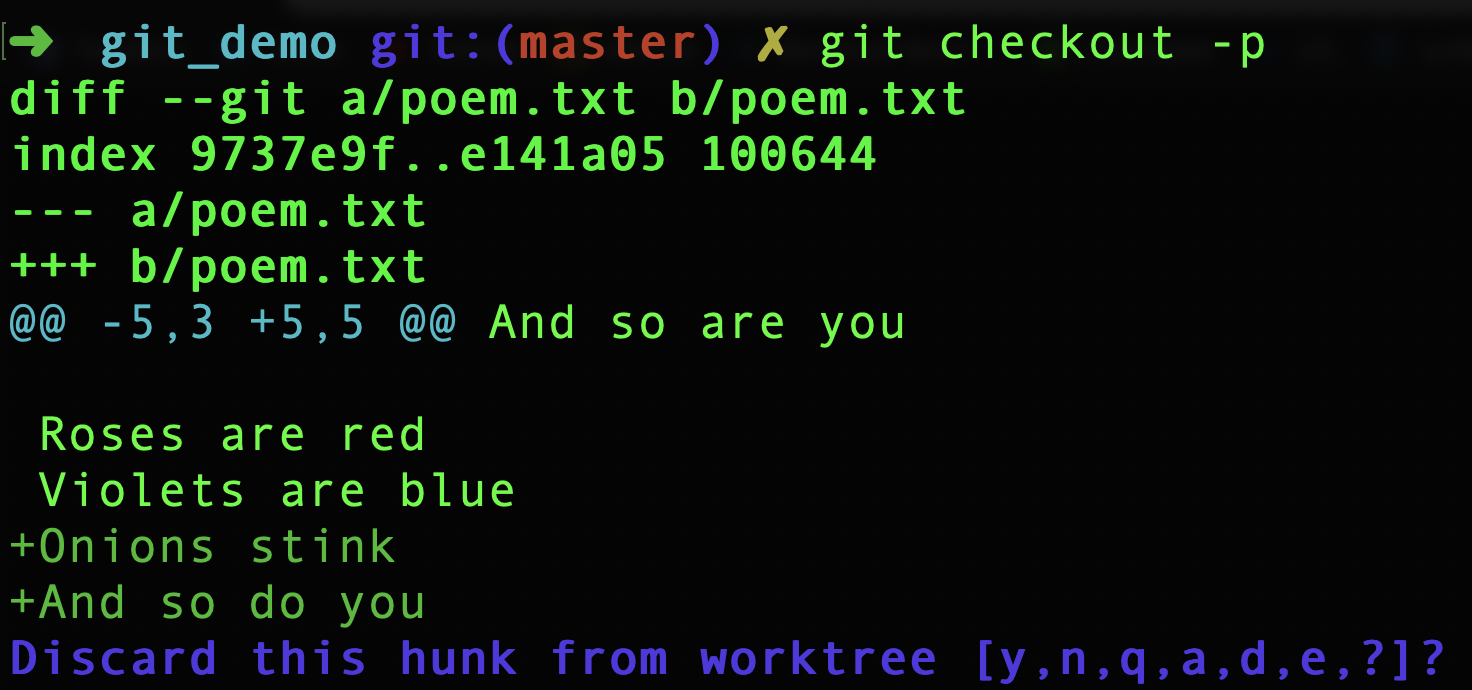 ➜ git_demo git:(master) ✗ git checkout -p
diff --git a/poem.txt b/poem.txt
index 9737e9f..e141a05 100644
--- a/poem.txt
+++ b/poem.txt
@@ -5,3 +5,5 @@ And so are you
Roses are red
Violets are blue
+Onions stink
+And so do you
Discard this hunk from worktree [y,n,q,a,d,e,?]?